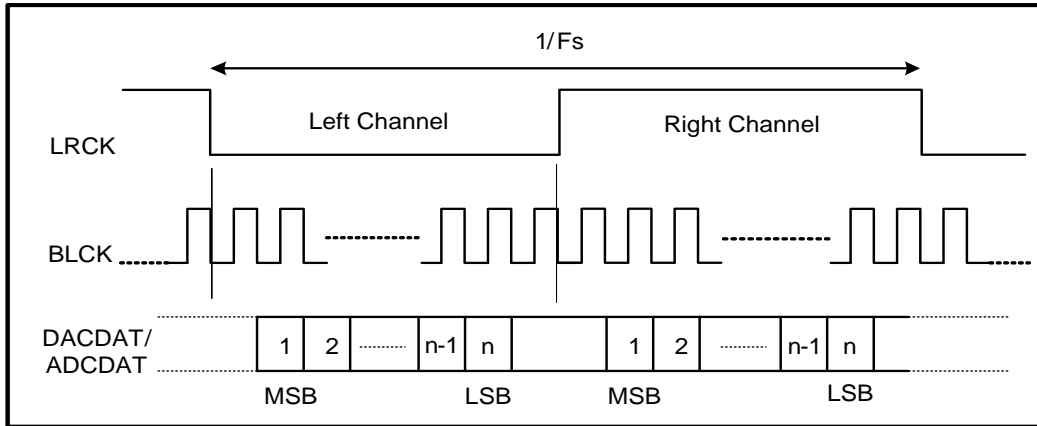 1/Fs
Left Channel
Right Channel
LRCK
BLCK
DACDAT/
ADCDAT
1 2 n-1 n 1 2 n-1 n
MSB LSB MSB LSB